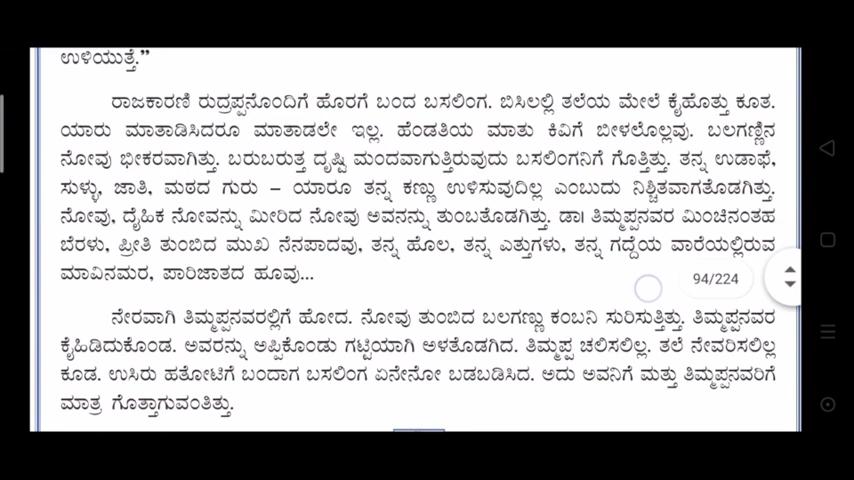 ಉಳಿಯುತ್ತೆ.”
ರಾಜಕಾರಣಿ ರುದ್ರಪ್ಪನೊಂದಿಗೆ ಹೊರಗೆ ಬಂದ ಬಸಲಿಂಗ. ಬಿಸಿಲಲ್ಲಿ ತಲೆಯ ಮೇಲೆ ಕೈಹೊತ್ತು ಕೂತ.
ಯಾರು ಮಾತಾಡಿಸಿದರೂ ಮಾತಾಡಲೇ ಇಲ್ಲ. ಹೆಂಡತಿಯ ಮಾತು ಕಿವಿಗೆ ಬೀಳಲೊಲ್ಲವು. ಬಲಗಣ್ಣಿನ
ನೋವು ಭೀಕರವಾಗಿತ್ತು. ಬರುಬರುತ್ತ ದೃಷ್ಟಿ ಮಂದವಾಗುತ್ತಿರುವುದು ಬಸಲಿಂಗನಿಗೆ ಗೊತ್ತಿತ್ತು. ತನ್ನ ಉಡಾಫೆ,
ಸುಳ್ಳು, ಜಾತಿ, ಮಠದ ಗುರು – ಯಾರೂ ತನ್ನ ಕಣ್ಣು ಉಳಿಸುವುದಿಲ್ಲ ಎಂಬುದು ನಿಶ್ಚಿತವಾಗತೊಡಗಿತ್ತು.
ನೋವು, ದೈಹಿಕ ನೋವನ್ನು ಮೀರಿದ ನೋವು ಅವನನ್ನು ತುಂಬತೊಡಗಿತ್ತು. ಡಾ। ತಿಮ್ಮಪ್ಪನವರ ಮಿಂಚಿನಂತಹ
ಬೆರಳು, ಪ್ರೀತಿ ತುಂಬಿದ ಮುಖ ನೆನಪಾದವು, ತನ್ನ ಹೊಲ, ತನ್ನ ಎತ್ತುಗಳು, ತನ್ನ ಗದ್ದೆಯ ವಾರೆಯಲ್ಲಿರುವ
ಮಾವಿನಮರ, ಪಾರಿಜಾತದ ಹೂವು...
94/224
ನೇರವಾಗಿ ತಿಮ್ಮಪ್ಪನವರಲ್ಲಿಗೆ ಹೋದ. ನೋವು ತುಂಬಿದ ಬಲಗಣ್ಣು ಕಂಬನಿ ಸುರಿಸುತ್ತಿತ್ತು. ತಿಮ್ಮಪ್ಪನವರ
ಕೈಹಿಡಿದುಕೊಂಡ. ಅವರನ್ನು ಅಪ್ಪಿಕೊಂಡು ಗಟ್ಟಿಯಾಗಿ ಅಳತೊಡಗಿದ. ತಿಮ್ಮಪ್ಪ ಚಲಿಸಲಿಲ್ಲ. ತಲೆ ನೇವರಿಸಲಿಲ್ಲ
ಕೂಡ. ಉಸಿರು ಹತೋಟಿಗೆ ಬಂದಾಗ ಬಸಲಿಂಗ ಏನೇನೋ ಬಡಬಡಿಸಿದ. ಅದು ಅವನಿಗೆ ಮತ್ತು ತಿಮ್ಮಪ್ಪನವರಿಗೆ
ಮಾತ್ರ ಗೊತ್ತಾಗುವಂತಿತ್ತು.